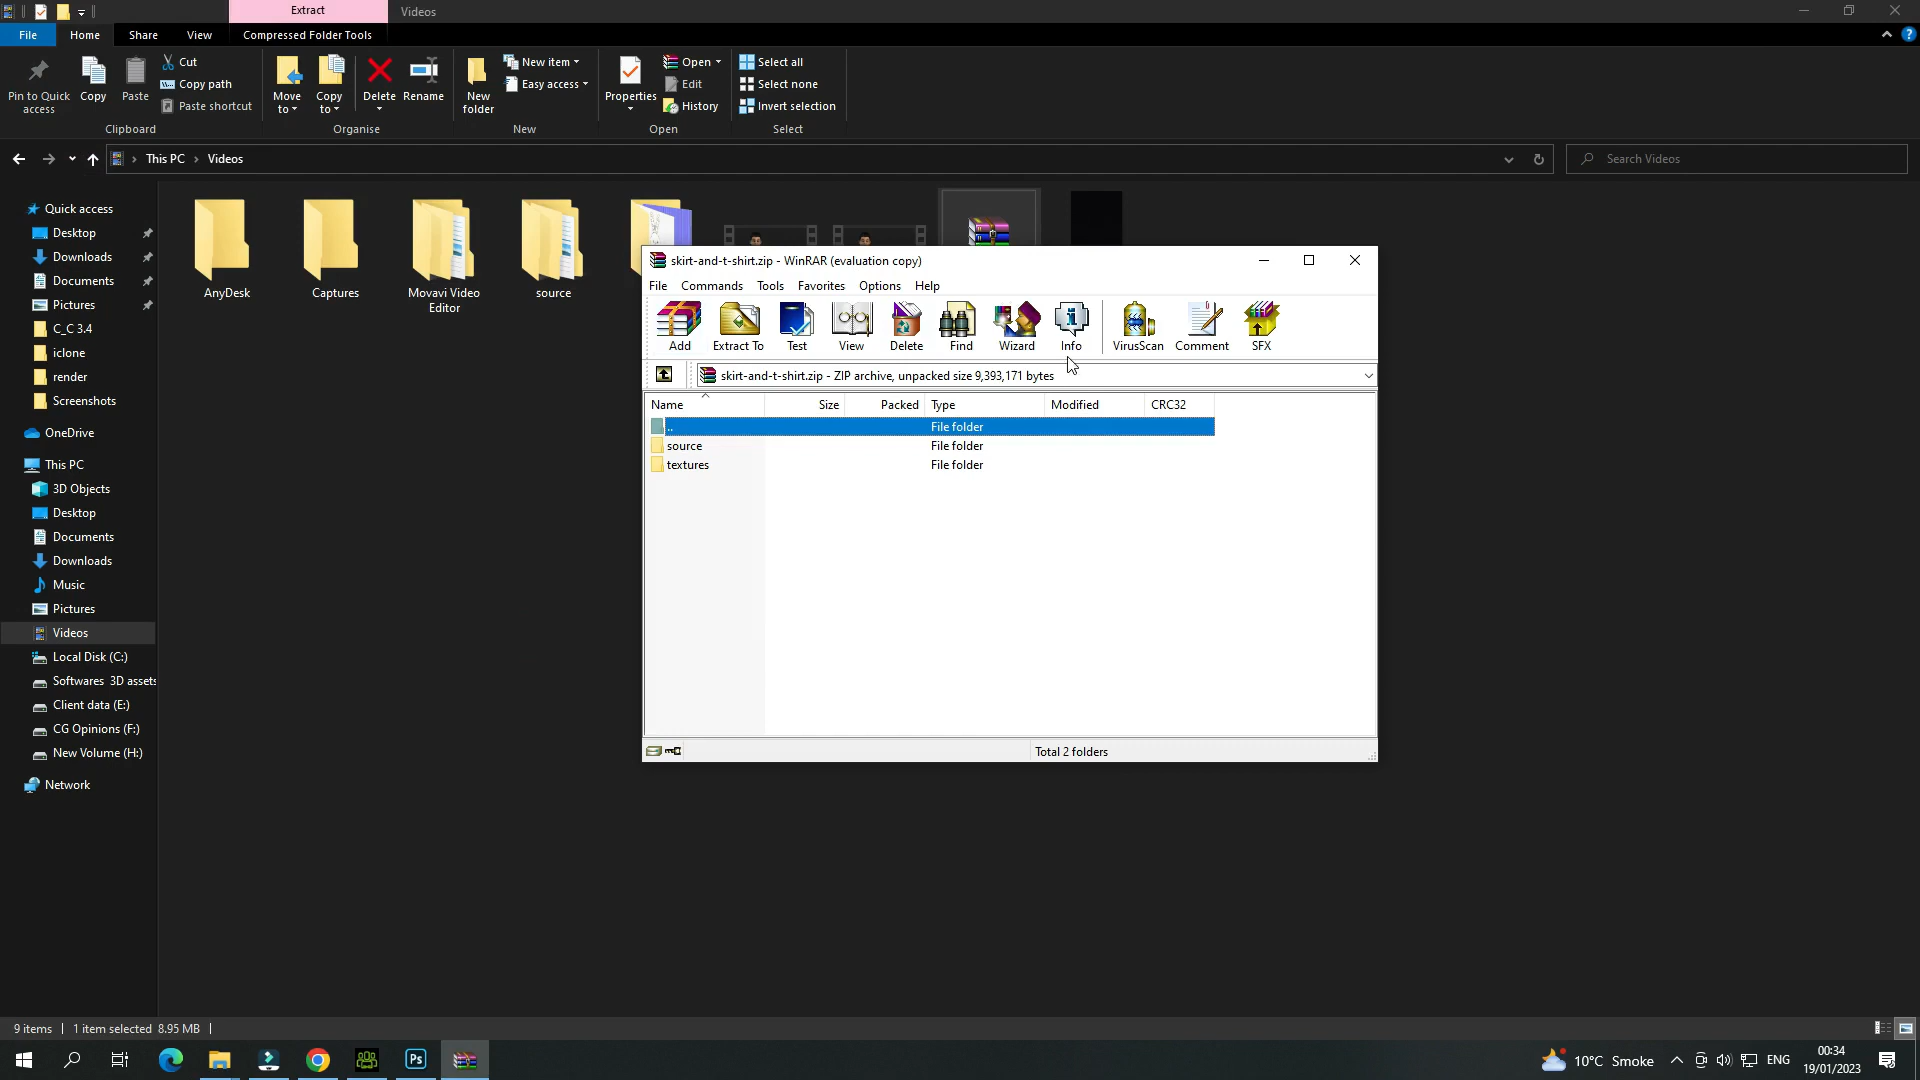 Extract
Videos
File
Home
Share
View
Compressed Folder Tools
Pin to Quick access
Copy
Paste
Cut
Copy path
Paste shortcut
Clipboard
Move to
Copy to
Delete
Rename
Organise
New folder
New item
Easy access
New
Properties
Open
Edit
History
Open
Select all
Select none
Invert selection
Select
This PC
Videos
Search Videos
Quick access
Desktop
Downloads
Documents
Pictures
C_C 3.4
iclone
render
Screenshots
OneDrive
This PC
3D Objects
Desktop
Documents
Downloads
Music
Pictures
Videos
Local Disk (C:)
Softwares 3D assets
Client data (E:)
CG Opinions (F:)
New Volume (H:)
Network
AnyDesk
Captures
Movavi Video Editor
source
skirt-and-t-shirt.zip - WinRAR (evaluation copy)
File
Commands
Tools
Favorites
Options
Help
Add
Extract To
Test
View
Delete
Find
Wizard
Info
VirusScan
Comment
SFX
skirt-and-t-shirt.zip - ZIP archive, unpacked size 9,393,171 bytes
Name
Size
Packed
Type
Modified
CRC32
..
File folder
source
File folder
textures
File folder
Total 2 folders
9 items
1 item selected 8.95 MB
Ps
10°C Smoke
ENG
00:34
19/01/2023